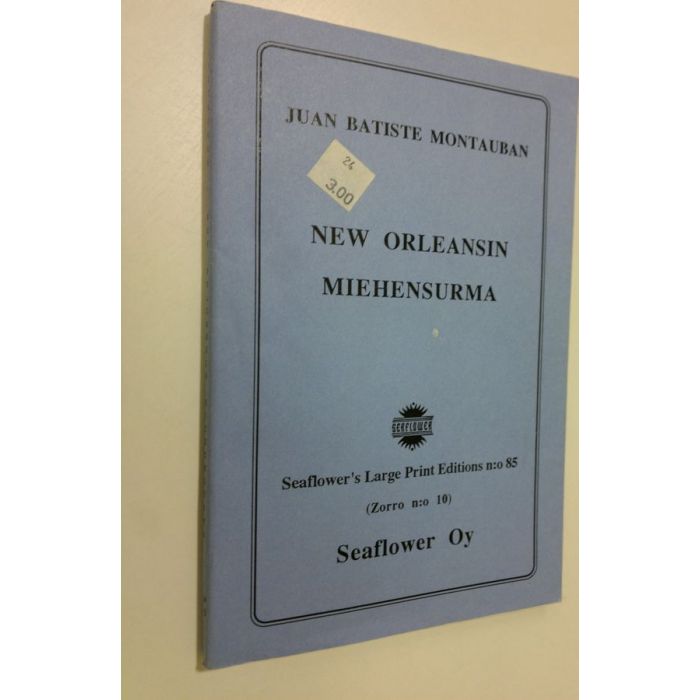 JUAN BATISTE MONTAUBAN
24
3.00
NEW ORLEANSIN
MIEHENSURMA
SEAFLOWER
Seaflower's Large Print Editions n:o 85
(Zorro n:o 10)
Seaflower Oy